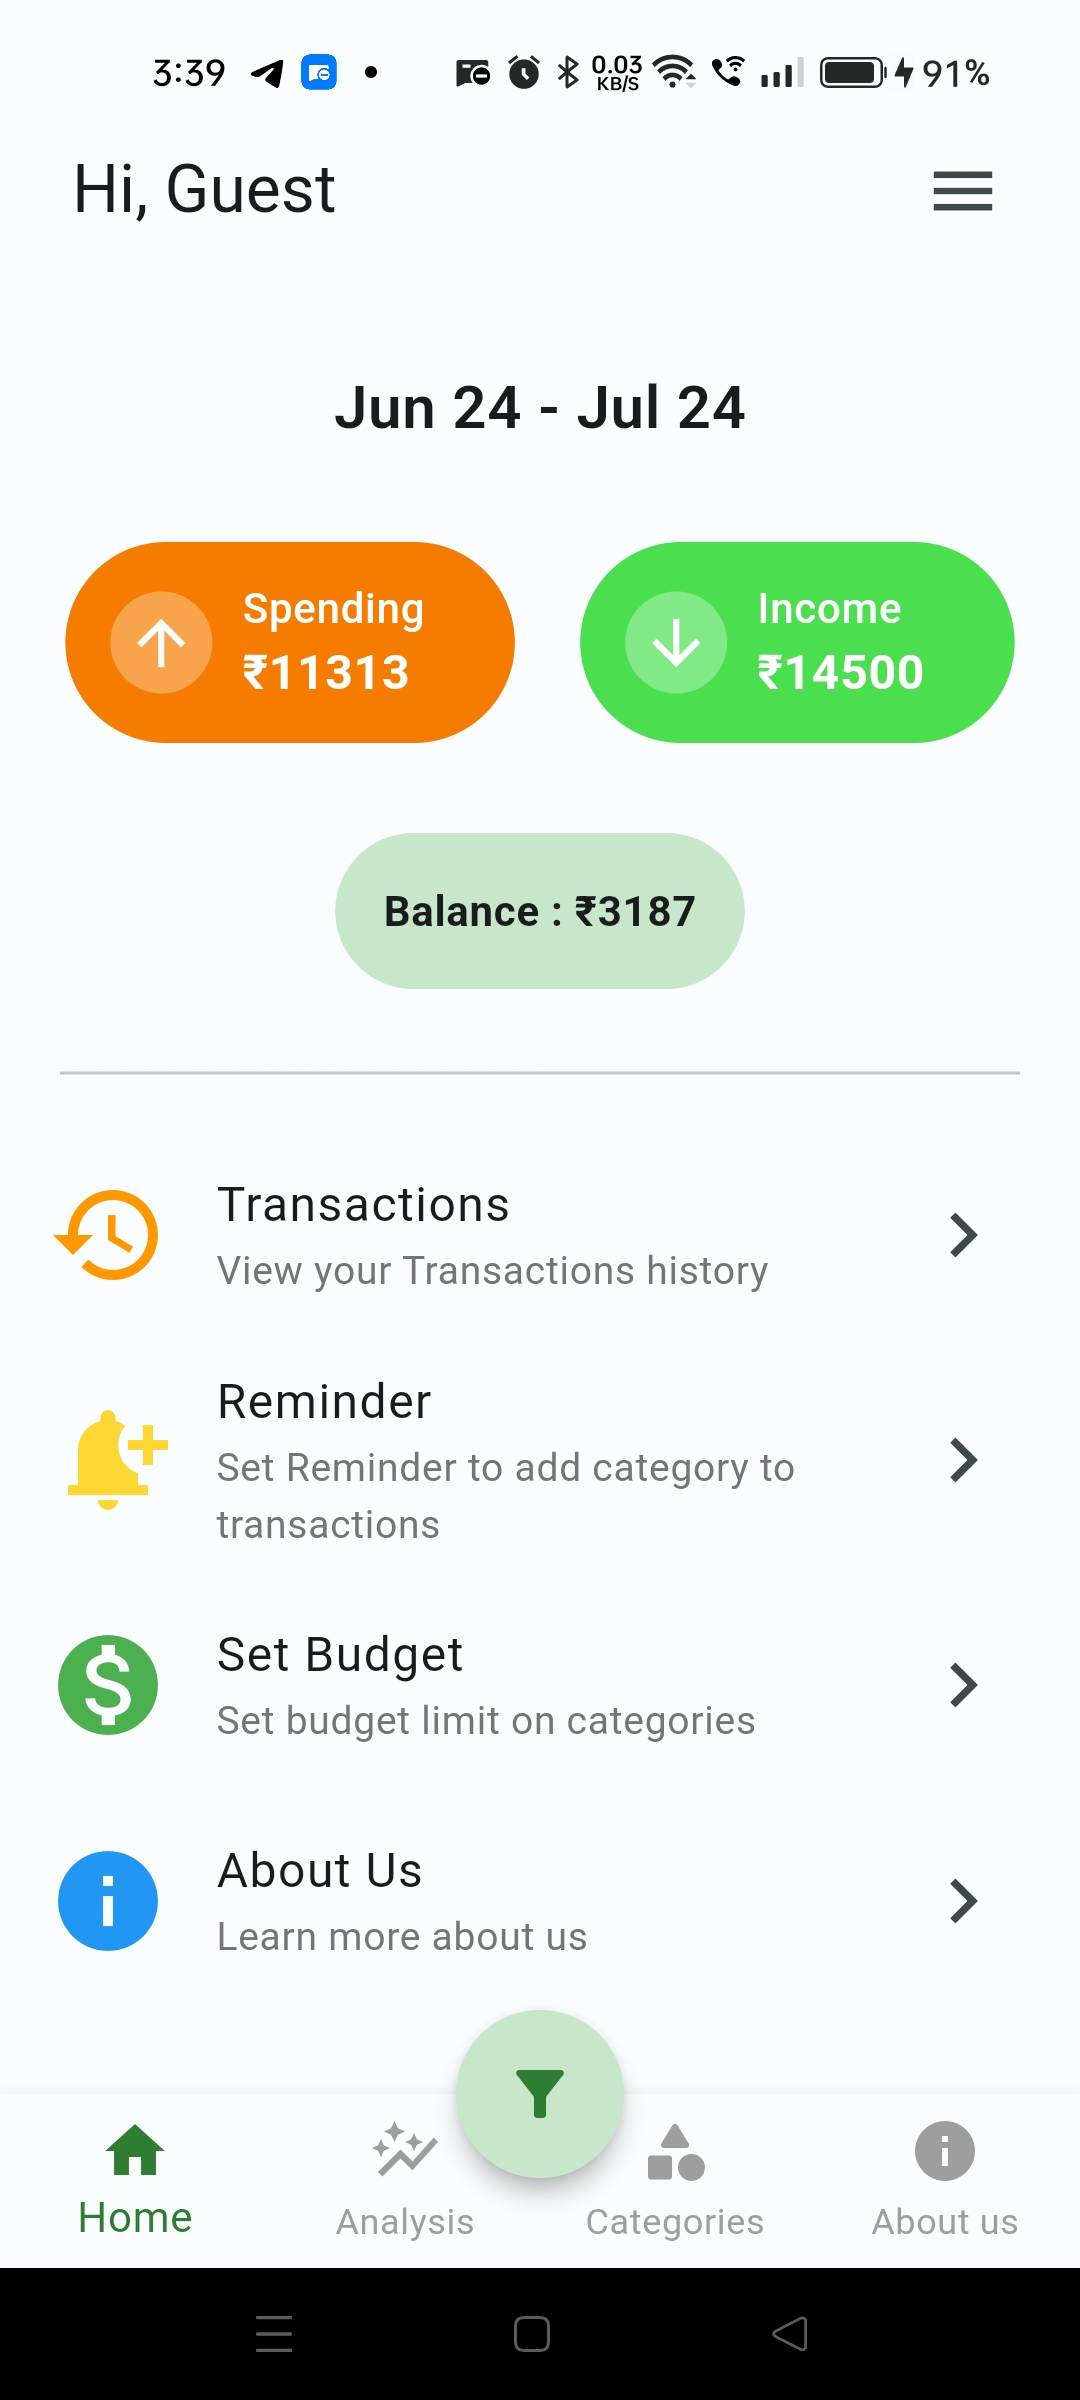 3:39 0.03 KB/S 91%
Hi, Guest
Jun 24 - Jul 24
Spending
₹11313
Income
₹14500
Balance : ₹3187
Transactions
View your Transactions history
Reminder
Set Reminder to add category to
transactions
Set Budget
Set budget limit on categories
About Us
Learn more about us
Home
Analysis
Categories
About us